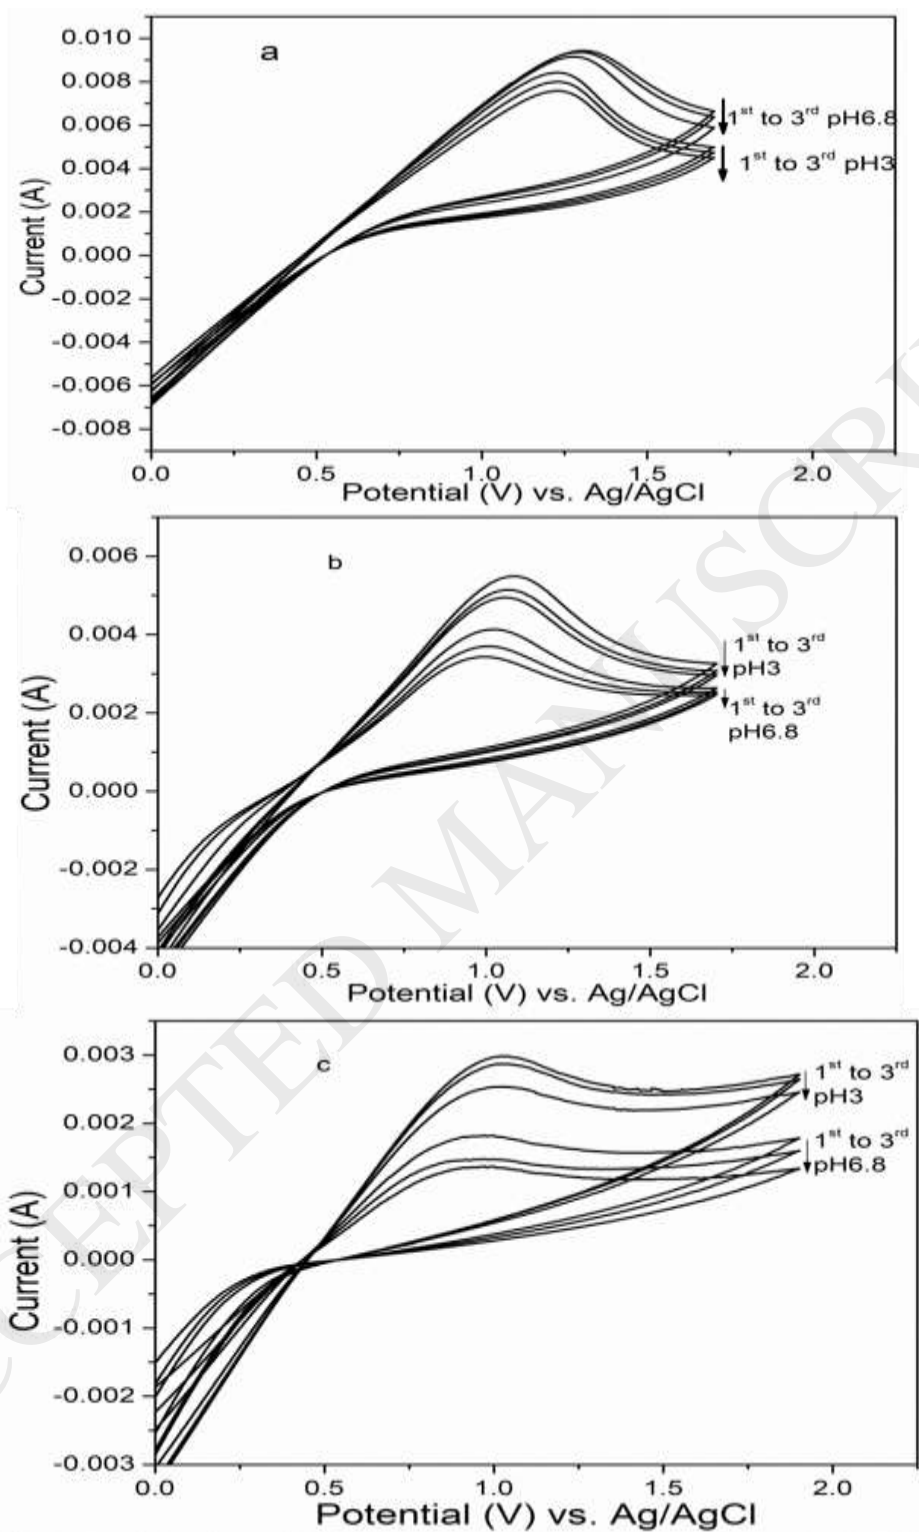 a
0.010
0.008
0.006
0.004
0.002
0.000
-0.002
-0.004
-0.006
-0.008
Current (A)
1st to 3rd pH6.8
1st to 3rd pH3
0.0 0.5 1.0 1.5 2.0
Potential (V) vs. Ag/AgCl
b
0.006
0.004
0.002
0.000
-0.002
-0.004
Current (A)
1st to 3rd
pH3
1st to 3rd
pH6.8
0.0 0.5 1.0 1.5 2.0
Potential (V) vs. Ag/AgCl
c
0.003
0.002
0.001
0.000
-0.001
-0.002
-0.003
Current (A)
1st to 3rd
pH3
1st to 3rd
pH6.8
0.0 0.5 1.0 1.5 2.0
Potential (V) vs. Ag/AgCl
CEPTED MANUSCRI